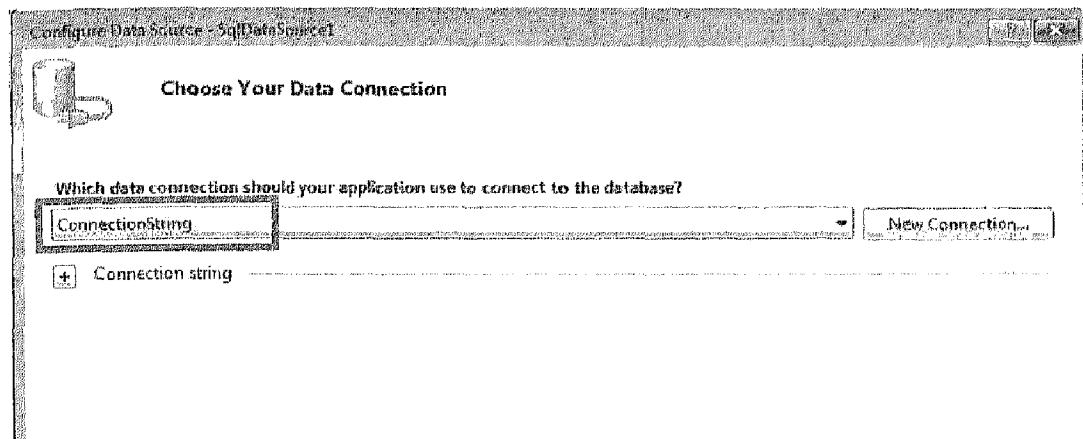 Configure Data Source - SqlDataSource1
Choose Your Data Connection
Which data connection should your application use to connect to the database?
ConnectionString
New Connection...
Connection string